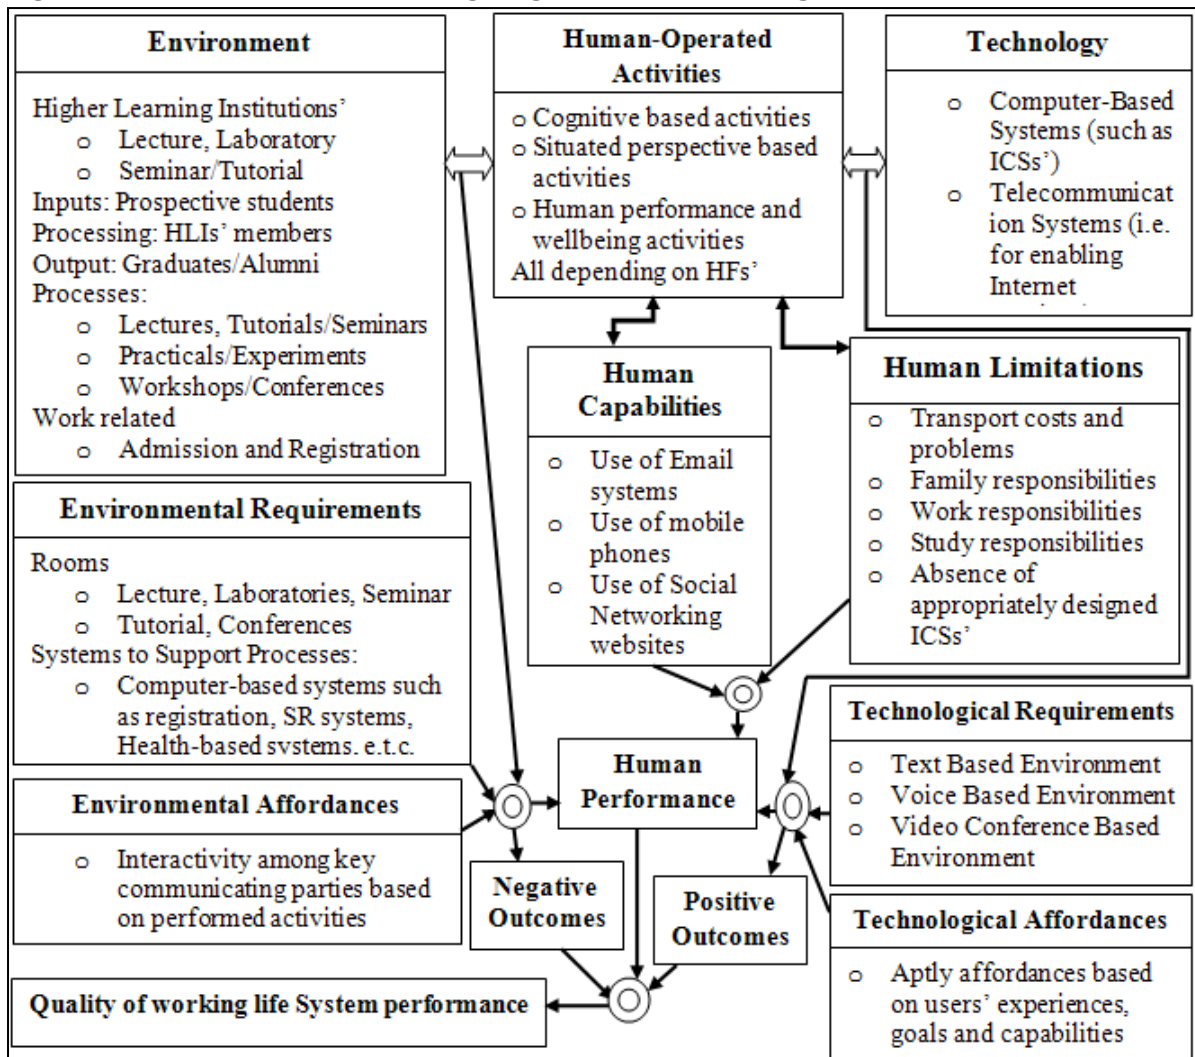 Environment
Higher Learning Institutions’
o Lecture, Laboratory
o Seminar/Tutorial
Inputs: Prospective students
Processing: HLIs’ members
Output: Graduates/Alumni
Processes:
o Lectures, Tutorials/Seminars
o Practicals/Experiments
o Workshops/Conferences
Work related
o Admission and Registration
Human-Operated
Activities
o Cognitive based activities
o Situated perspective based
activities
o Human performance and
wellbeing activities
All depending on HFs’
Technology
o Computer-Based
Systems (such as
ICSs’)
o Telecommunicat
ion Systems (i.e.
for enabling
Internet
Human
Capabilities
o Use of Email
systems
o Use of mobile
phones
o Use of Social
Networking
websites
Human Limitations
o Transport costs and
problems
o Family responsibilities
o Work responsibilities
o Study responsibilities
o Absence of
appropriately designed
ICSs’
Environmental Requirements
Rooms
o Lecture, Laboratories, Seminar
o Tutorial, Conferences
Systems to Support Processes:
o Computer-based systems such
as registration, SR systems,
Health-based systems. e.t.c.
Environmental Affordances
o Interactivity among key
communicating parties based
on performed activities
Human
Performance
Negative
Outcomes
Positive
Outcomes
Technological Requirements
o Text Based Environment
o Voice Based Environment
o Video Conference Based
Environment
Technological Affordances
o Aptly affordances based
on users’ experiences,
goals and capabilities
Quality of working life System performance